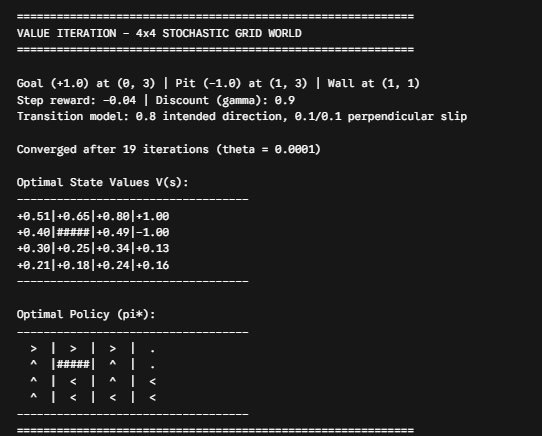 ================================================
VALUE ITERATION - 4x4 STOCHASTIC GRID WORLD
================================================
Goal (+1.0) at (0, 3) | Pit (-1.0) at (1, 3) | Wall at (1, 1)
Step reward: -0.04 | Discount (gamma): 0.9
Transition model: 0.8 intended direction, 0.1/0.1 perpendicular slip
Converged after 19 iterations (theta = 0.0001)
Optimal State Values V(s):
-----------------------------------
+0.51|+0.65|+0.80|+1.00
+0.40|#####|+0.49|-1.00
+0.30|+0.25|+0.34|+0.13
+0.21|+0.18|+0.24|+0.16
-----------------------------------
Optimal Policy (pi*):
-----------------------------------
  >  |  >  |  >  |  .
  ^  |#####|  ^  |  .
  ^  |  <  |  ^  |  <
  ^  |  <  |  <  |  <
-----------------------------------
================================================